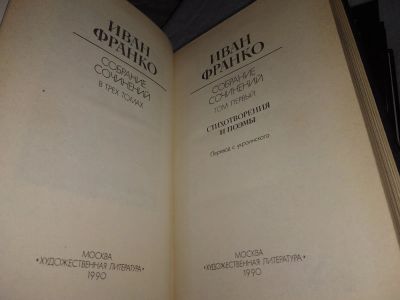 ИВАН
ФРАНКО
СОБРАНИЕ
СОЧИНЕНИЙ
В ТРЕХ ТОМАХ
МОСКВА
«ХУДОЖЕСТВЕННАЯ ЛИТЕРАТУРА»
1990
ИВАН
ФРАНКО
СОБРАНИЕ
СОЧИНЕНИЙ
ТОМ ПЕРВЫЙ
СТИХОТВОРЕНИЯ
И ПОЭМЫ
Перевод с украинского
МОСКВА
«ХУДОЖЕСТВЕННАЯ ЛИТЕРАТУРА»
1990